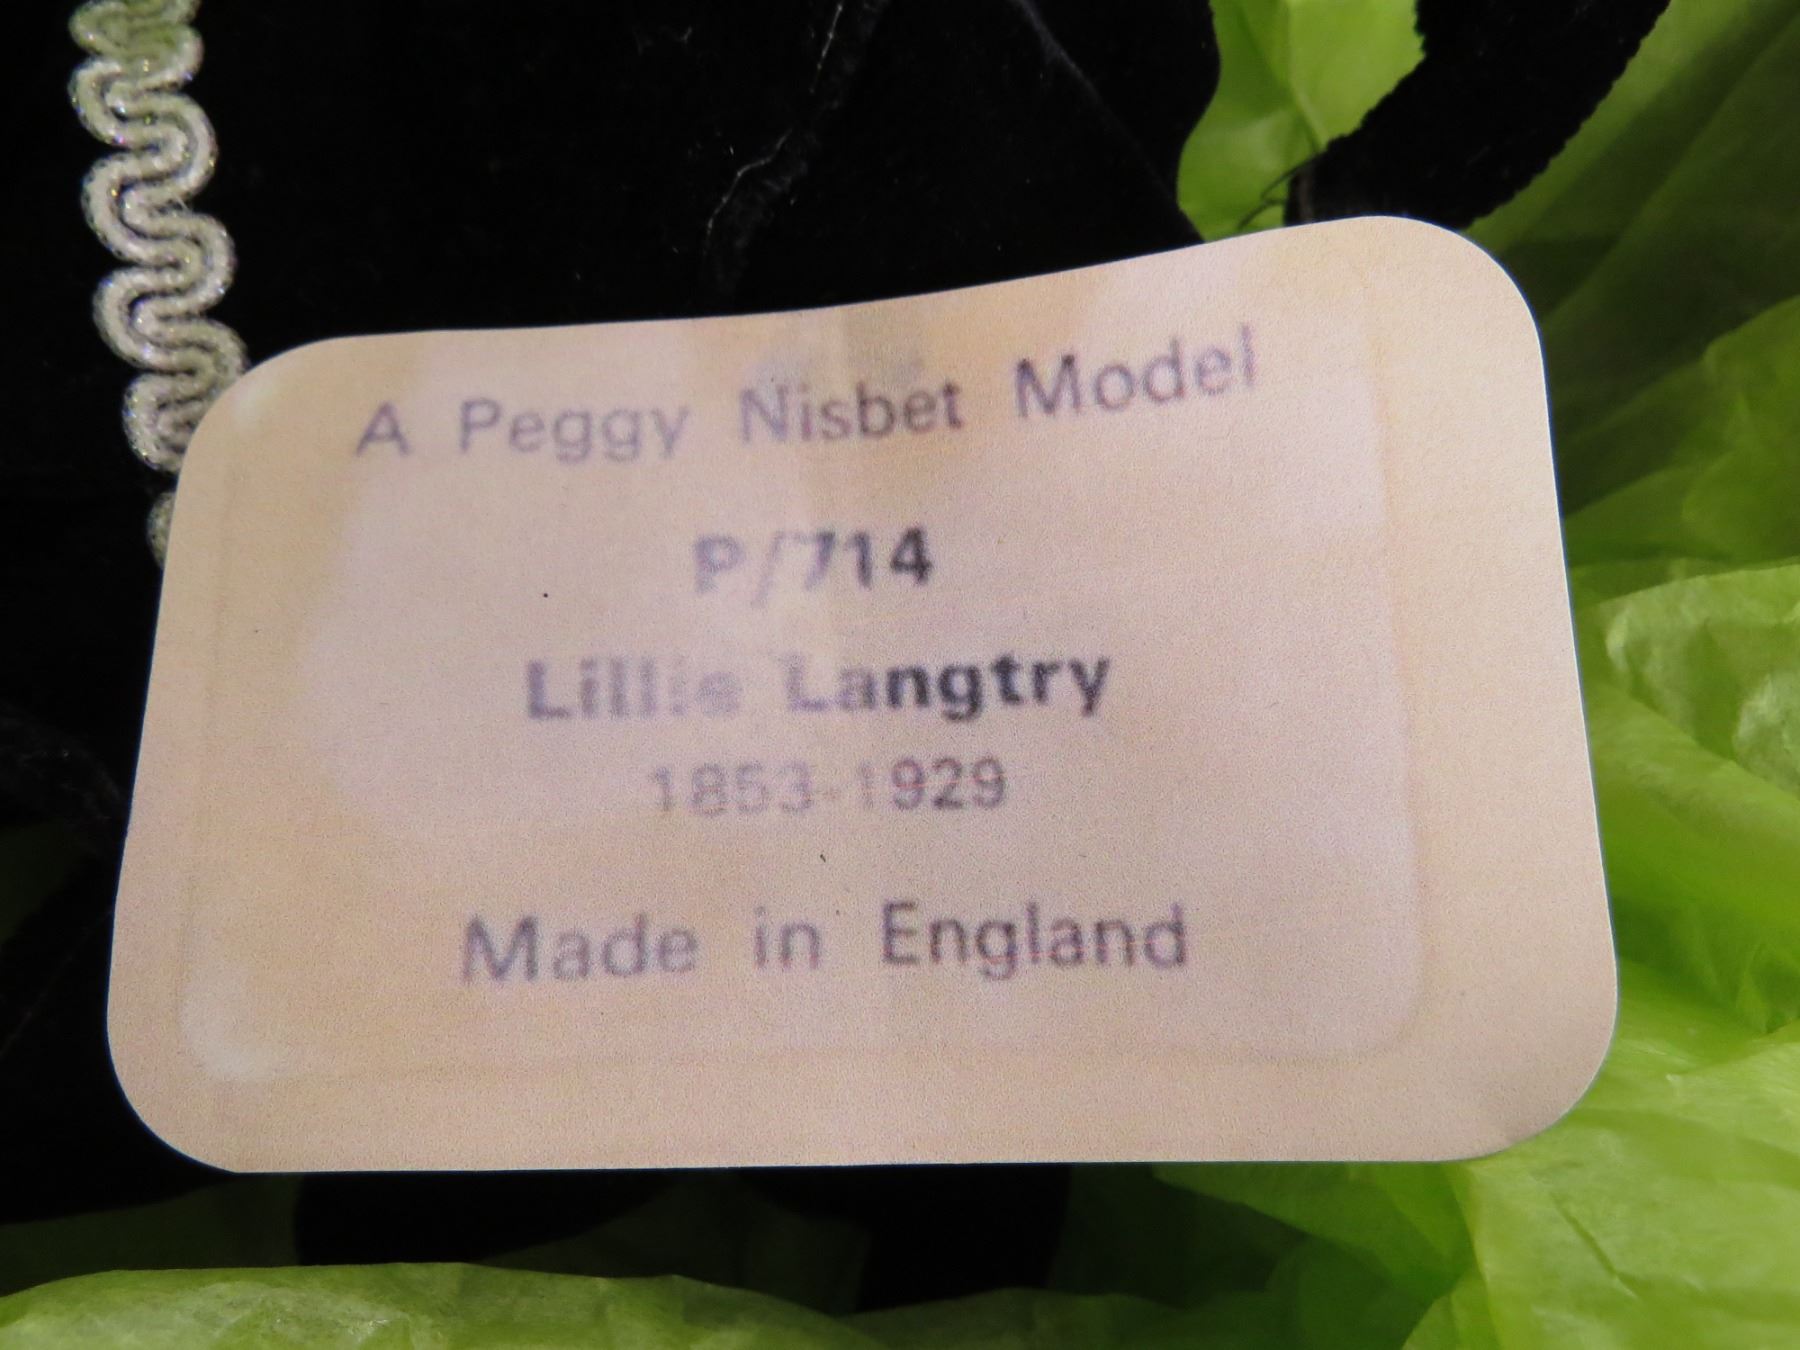 A Peggy Nisbet Model
P/714
Lillie Langtry
1853-1929
Made in England